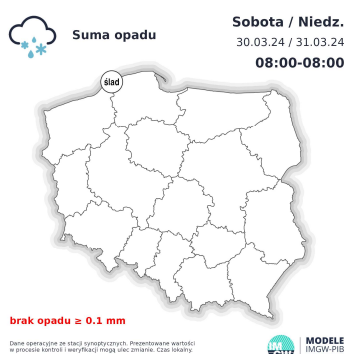 Suma opadu
Sobota / Niedz.
30.03.24 / 31.03.24
08:00-08:00
ślad
brak opadu ≥ 0.1 mm
Dane operacyjne ze stacji synoptycznych. Prezentowane wartości
w procesie kontroli i weryfikacji mogą ulec zmianie. Czas lokalny.
IM
GW
MODELE
IMGW-PIB